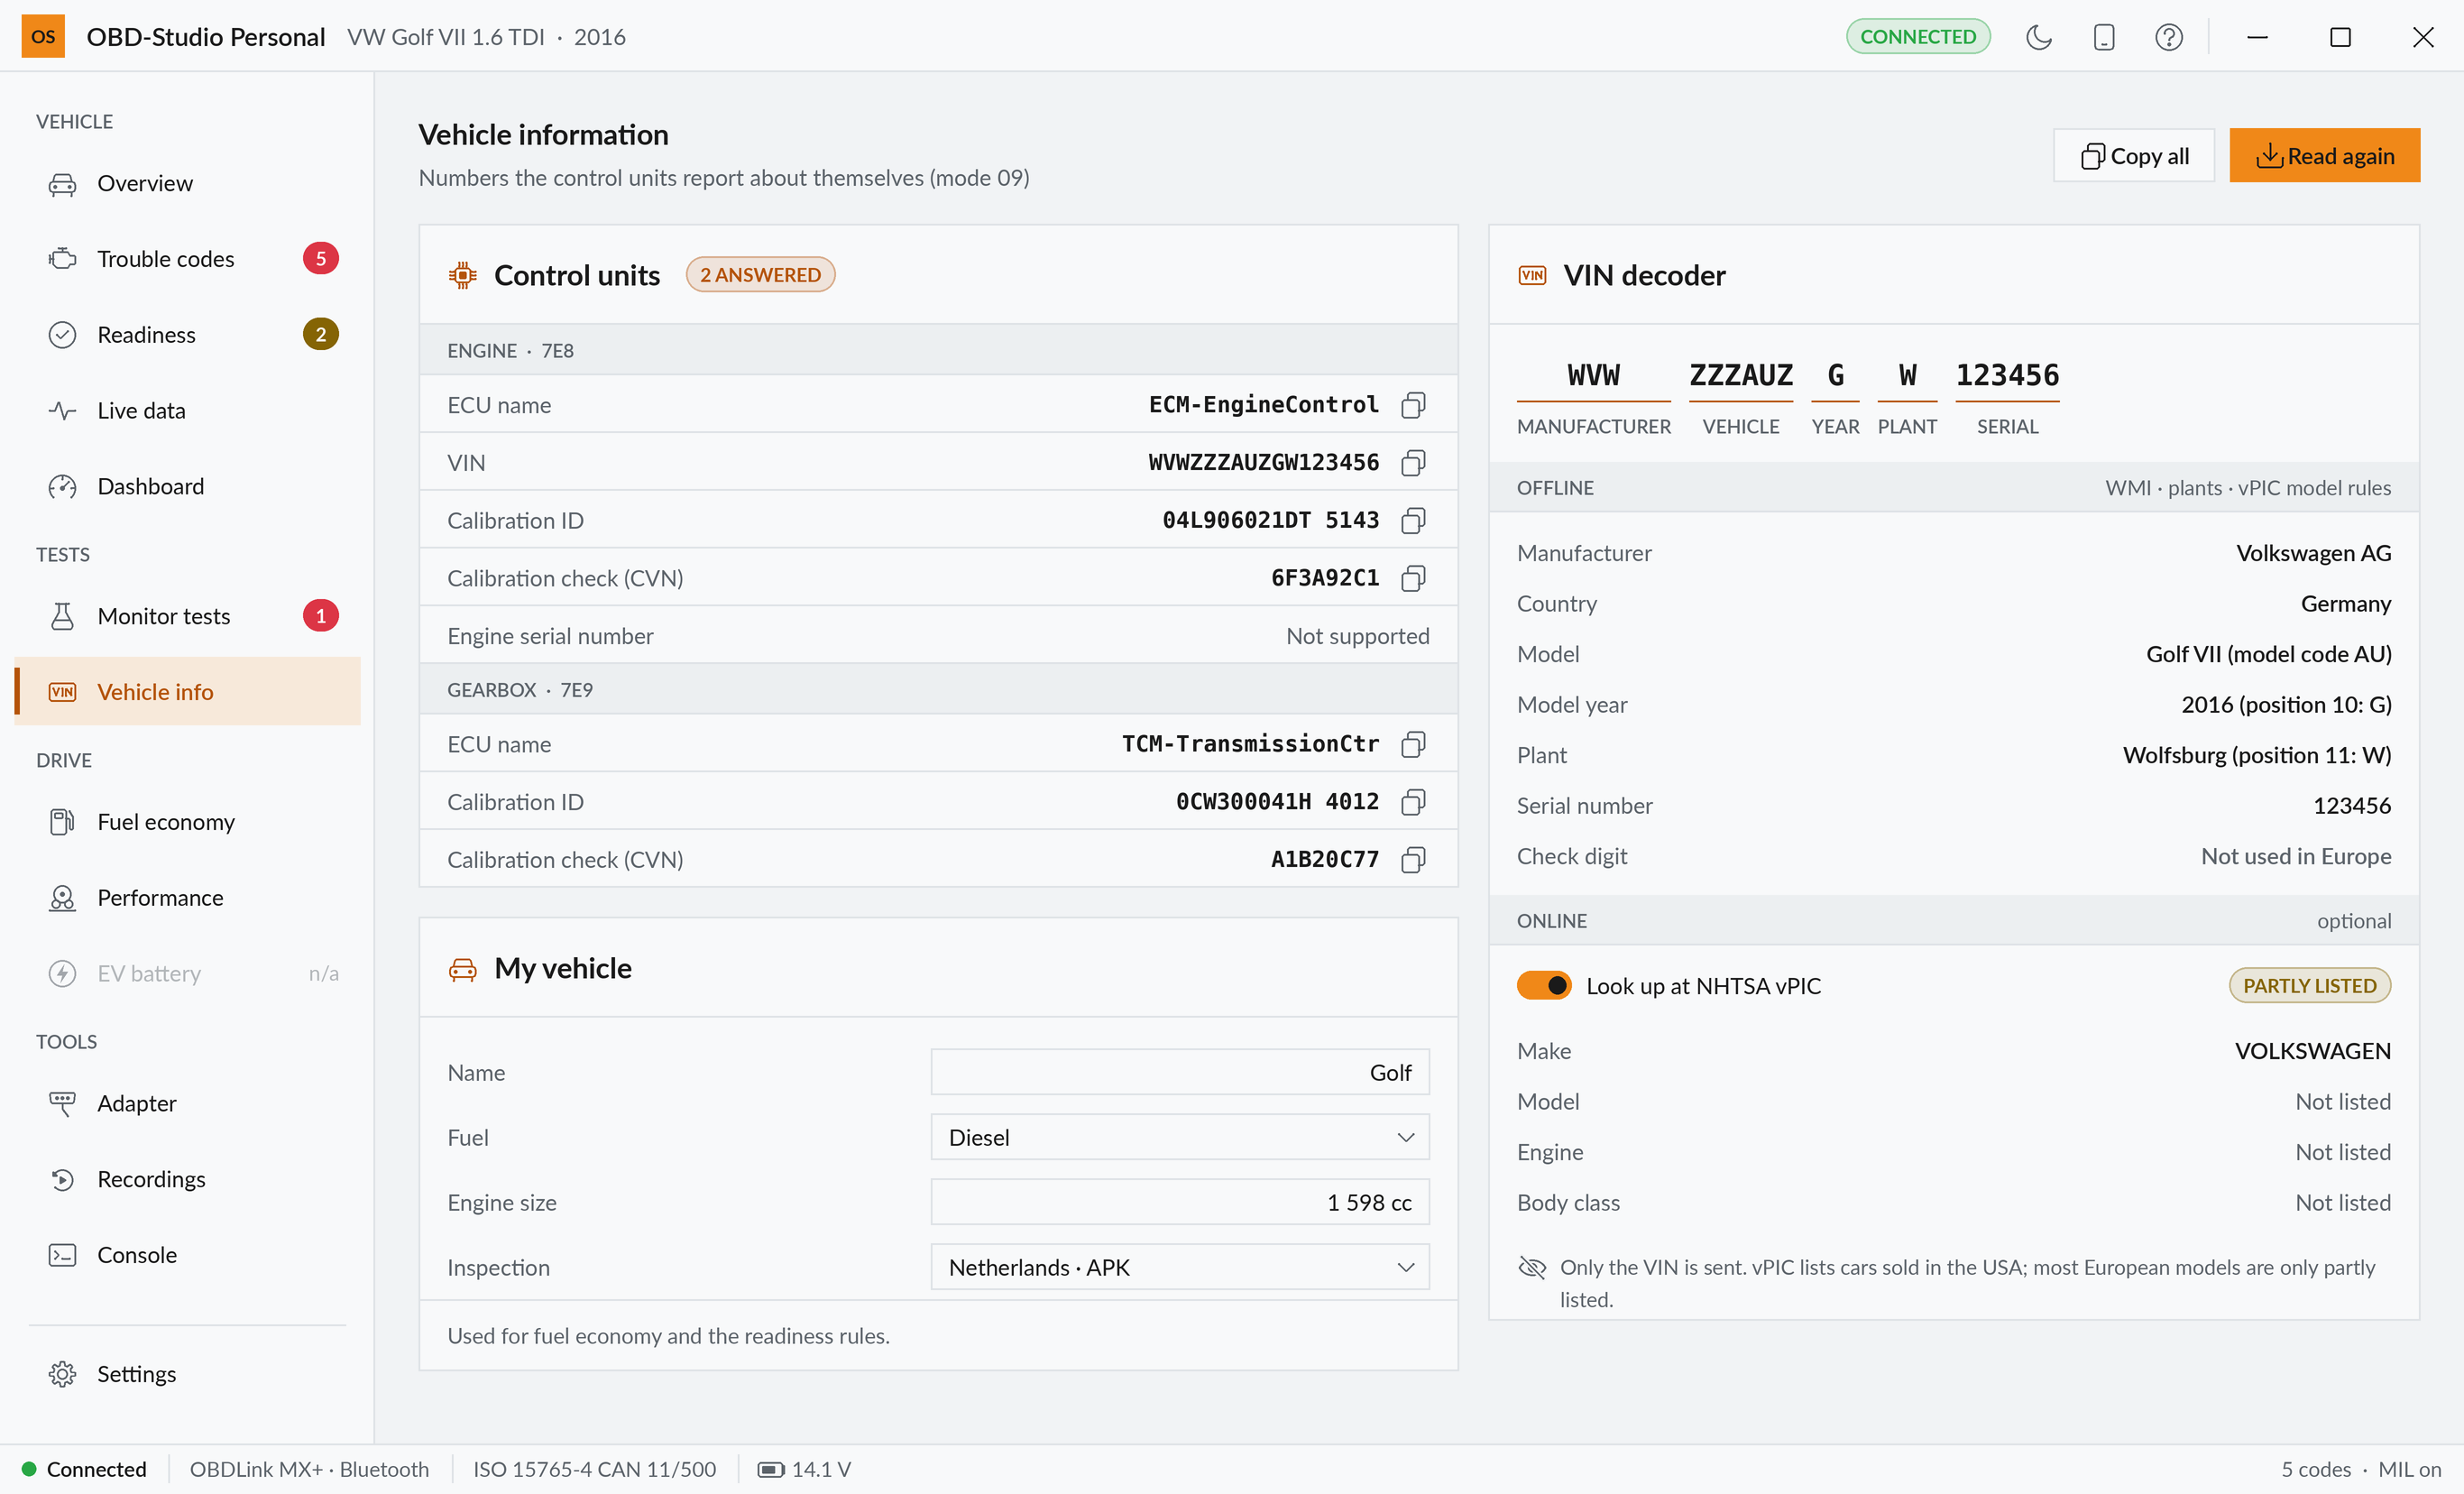 OS OBD-Studio Personal VW Golf VII 1.6 TDI · 2016 CONNECTED
VEHICLE
Overview
Trouble codes 5
Readiness 2
Live data
Dashboard
TESTS
Monitor tests 1
VIN Vehicle info
DRIVE
Fuel economy
Performance
EV battery n/a
TOOLS
Adapter
Recordings
Console
Settings
Vehicle information
Numbers the control units report about themselves (mode 09)
Copy all
Read again
Control units 2 ANSWERED
ENGINE · 7E8
ECU name ECM-EngineControl
VIN WVWZZZAUZGW123456
Calibration ID 04L906021DT 5143
Calibration check (CVN) 6F3A92C1
Engine serial number Not supported
GEARBOX · 7E9
ECU name TCM-TransmissionCtr
Calibration ID 0CW300041H 4012
Calibration check (CVN) A1B20C77
My vehicle
Name Golf
Fuel Diesel
Engine size 1 598 cc
Inspection Netherlands · APK
Used for fuel economy and the readiness rules.
VIN VIN decoder
WVW ZZZAUZ G W 123456
MANUFACTURER VEHICLE YEAR PLANT SERIAL
OFFLINE WMI · plants · vPIC model rules
Manufacturer Volkswagen AG
Country Germany
Model Golf VII (model code AU)
Model year 2016 (position 10: G)
Plant Wolfsburg (position 11: W)
Serial number 123456
Check digit Not used in Europe
ONLINE optional
Look up at NHTSA vPIC PARTLY LISTED
Make VOLKSWAGEN
Model Not listed
Engine Not listed
Body class Not listed
Only the VIN is sent. vPIC lists cars sold in the USA; most European models are only partly
listed.
Connected OBDLink MX+ · Bluetooth ISO 15765-4 CAN 11/500 14.1 V 5 codes · MIL on